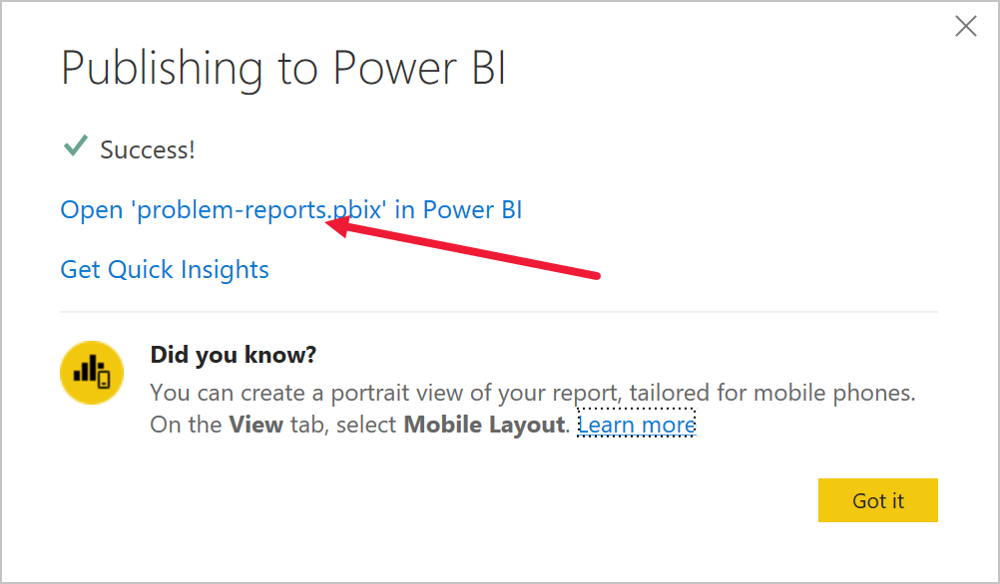 Publishing to Power BI
Success!
Open 'problem-reports.pbix' in Power BI
Get Quick Insights
Did you know?
You can create a portrait view of your report, tailored for mobile phones.
On the View tab, select Mobile Layout. Learn more
Got it